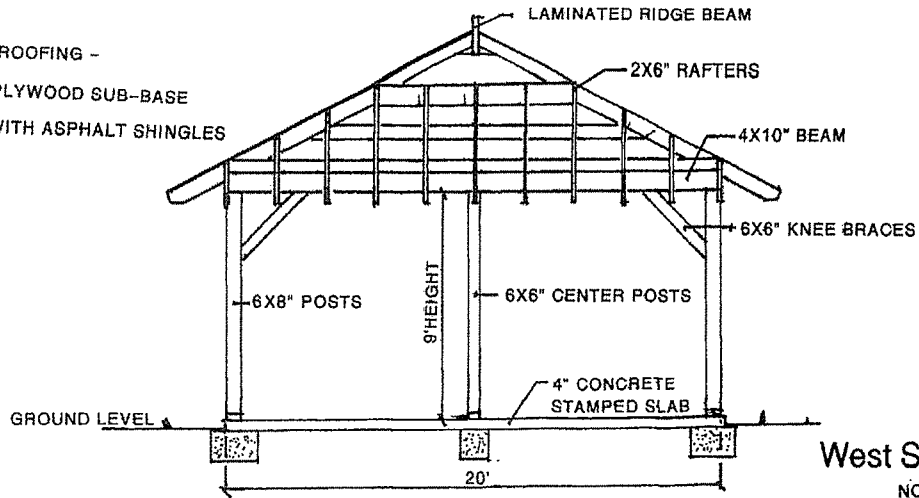 LAMINATED RIDGE BEAM
ROOFING -
PLYWOOD SUB-BASE
WITH ASPHALT SHINGLES
2X6" RAFTERS
4X10" BEAM
6X6" KNEE BRACES
6X8" POSTS
9' HEIGHT
6X6" CENTER POSTS
4" CONCRETE
STAMPED SLAB
GROUND LEVEL
20'
West S
NO